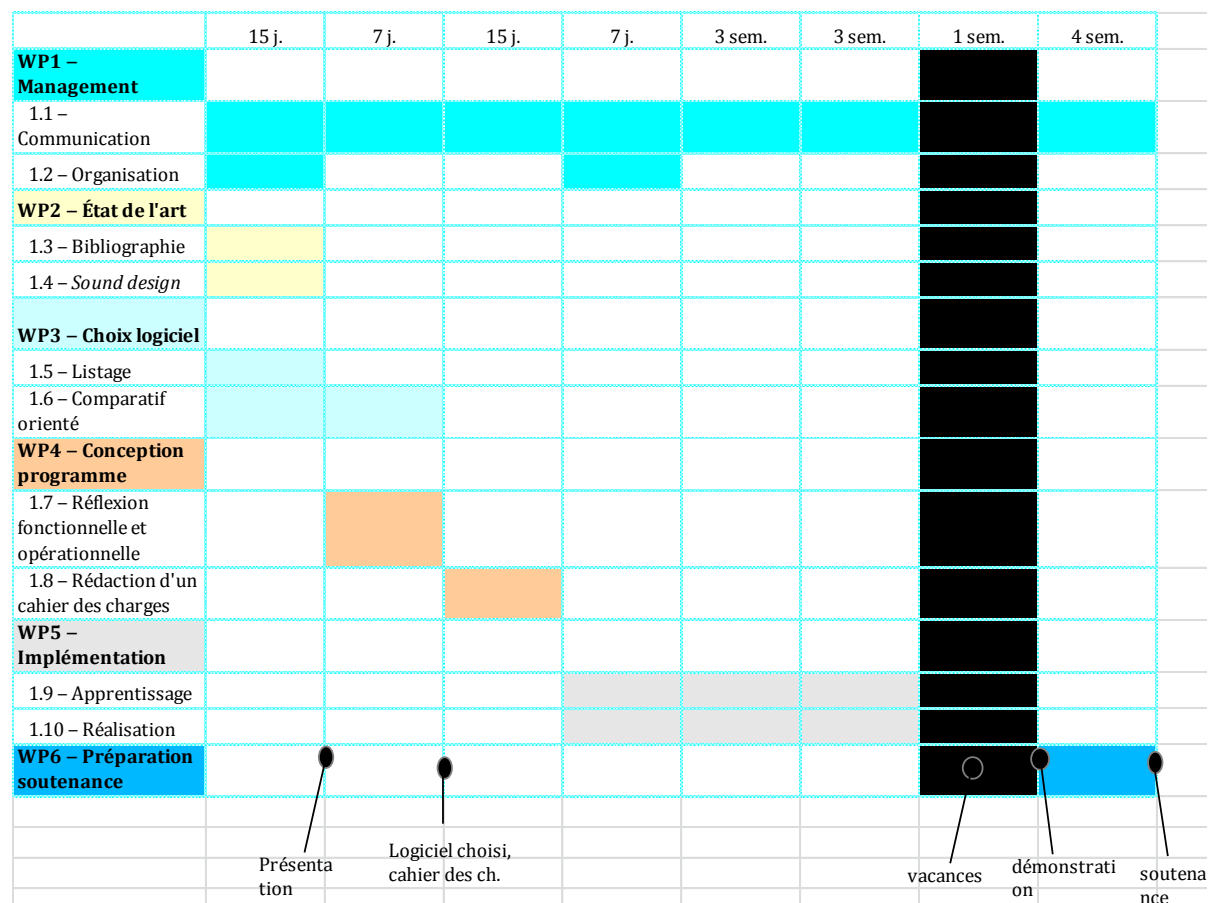 15 j. 7 j. 15 j. 7 j. 3 sem. 3 sem. 1 sem. 4 sem.
WP1 –
Management
1.1 –
Communication
1.2 – Organisation
WP2 – État de l'art
1.3 – Bibliographie
1.4 – Sound design
WP3 – Choix logiciel
1.5 – Listage
1.6 – Comparatif
orienté
WP4 – Conception
programme
1.7 – Réflexion
fonctionnelle et
opérationnelle
1.8 – Rédaction d'un
cahier des charges
WP5 –
Implémentation
1.9 – Apprentissage
1.10 – Réalisation
WP6 – Préparation
soutenance
Présenta
tion
Logiciel choisi,
cahier des ch.
vacances
démonstrati
on
soutena
nce